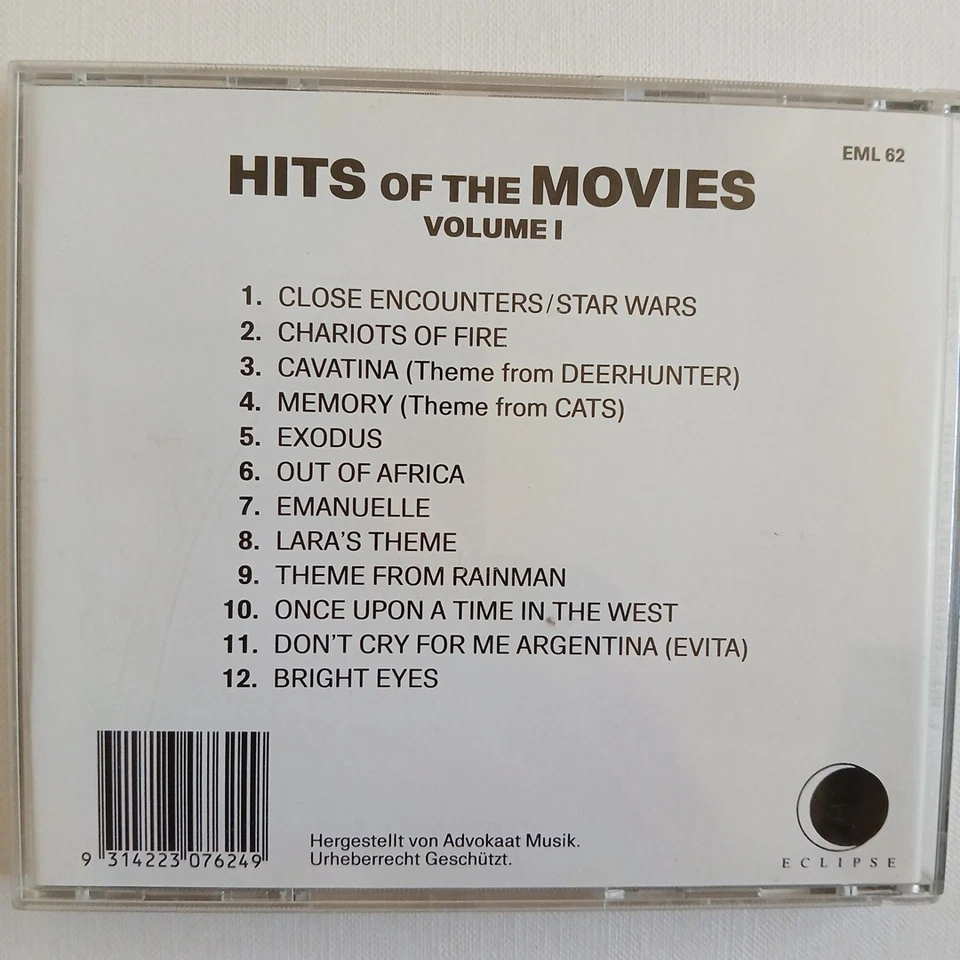 EML 62
HITS OF THE MOVIES
VOLUME I
1. CLOSE ENCOUNTERS/STAR WARS
2. CHARIOTS OF FIRE
3. CAVATINA (Theme from DEERHUNTER)
4. MEMORY (Theme from CATS)
5. EXODUS
6. OUT OF AFRICA
7. EMANUELLE
8. LARA'S THEME
9. THEME FROM RAINMAN
10. ONCE UPON A TIME IN THE WEST
11. DON'T CRY FOR ME ARGENTINA (EVITA)
12. BRIGHT EYES
9 314223 076249
Hergestellt von Advokaat Musik.
Urheberrecht Geschützt.
ECLIPSE